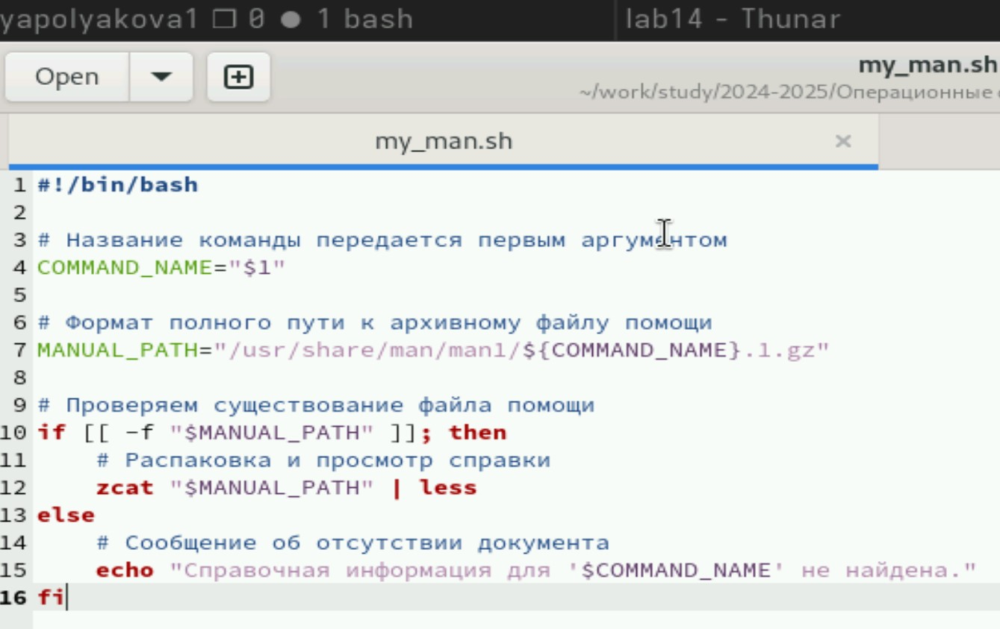 yapolyakova1 ❐ 0 ● 1 bash
lab14 - Thunar
Open
my_man.sh
~/work/study/2024-2025/Операционные
my_man.sh ×
1 #!/bin/bash
2
3 # Название команды передается первым аргументом
4 COMMAND_NAME="$1"
5
6 # Формат полного пути к архивному файлу помощи
7 MANUAL_PATH="/usr/share/man/man1/${COMMAND_NAME}.1.gz"
8
9 # Проверяем существование файла помощи
10 if [[ -f "$MANUAL_PATH" ]]; then
11     # Распаковка и просмотр справки
12     zcat "$MANUAL_PATH" | less
13 else
14     # Сообщение об отсутствии документа
15     echo "Справочная информация для '$COMMAND_NAME' не найдена."
16 fi